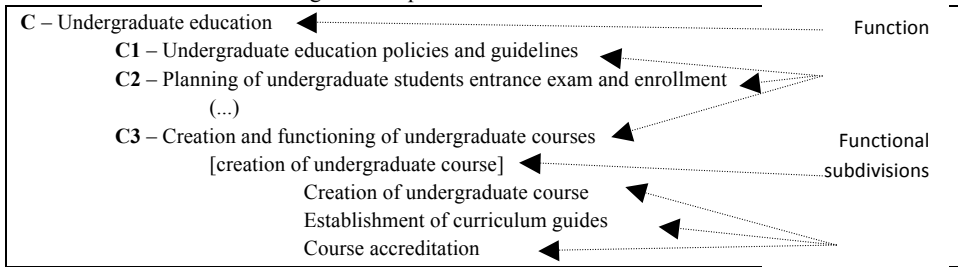 C – Undergraduate education
Function
C1 – Undergraduate education policies and guidelines
C2 – Planning of undergraduate students entrance exam and enrollment
(...)
C3 – Creation and functioning of undergraduate courses
Functional
subdivisions
[creation of undergraduate course]
Creation of undergraduate course
Establishment of curriculum guides
Course accreditation